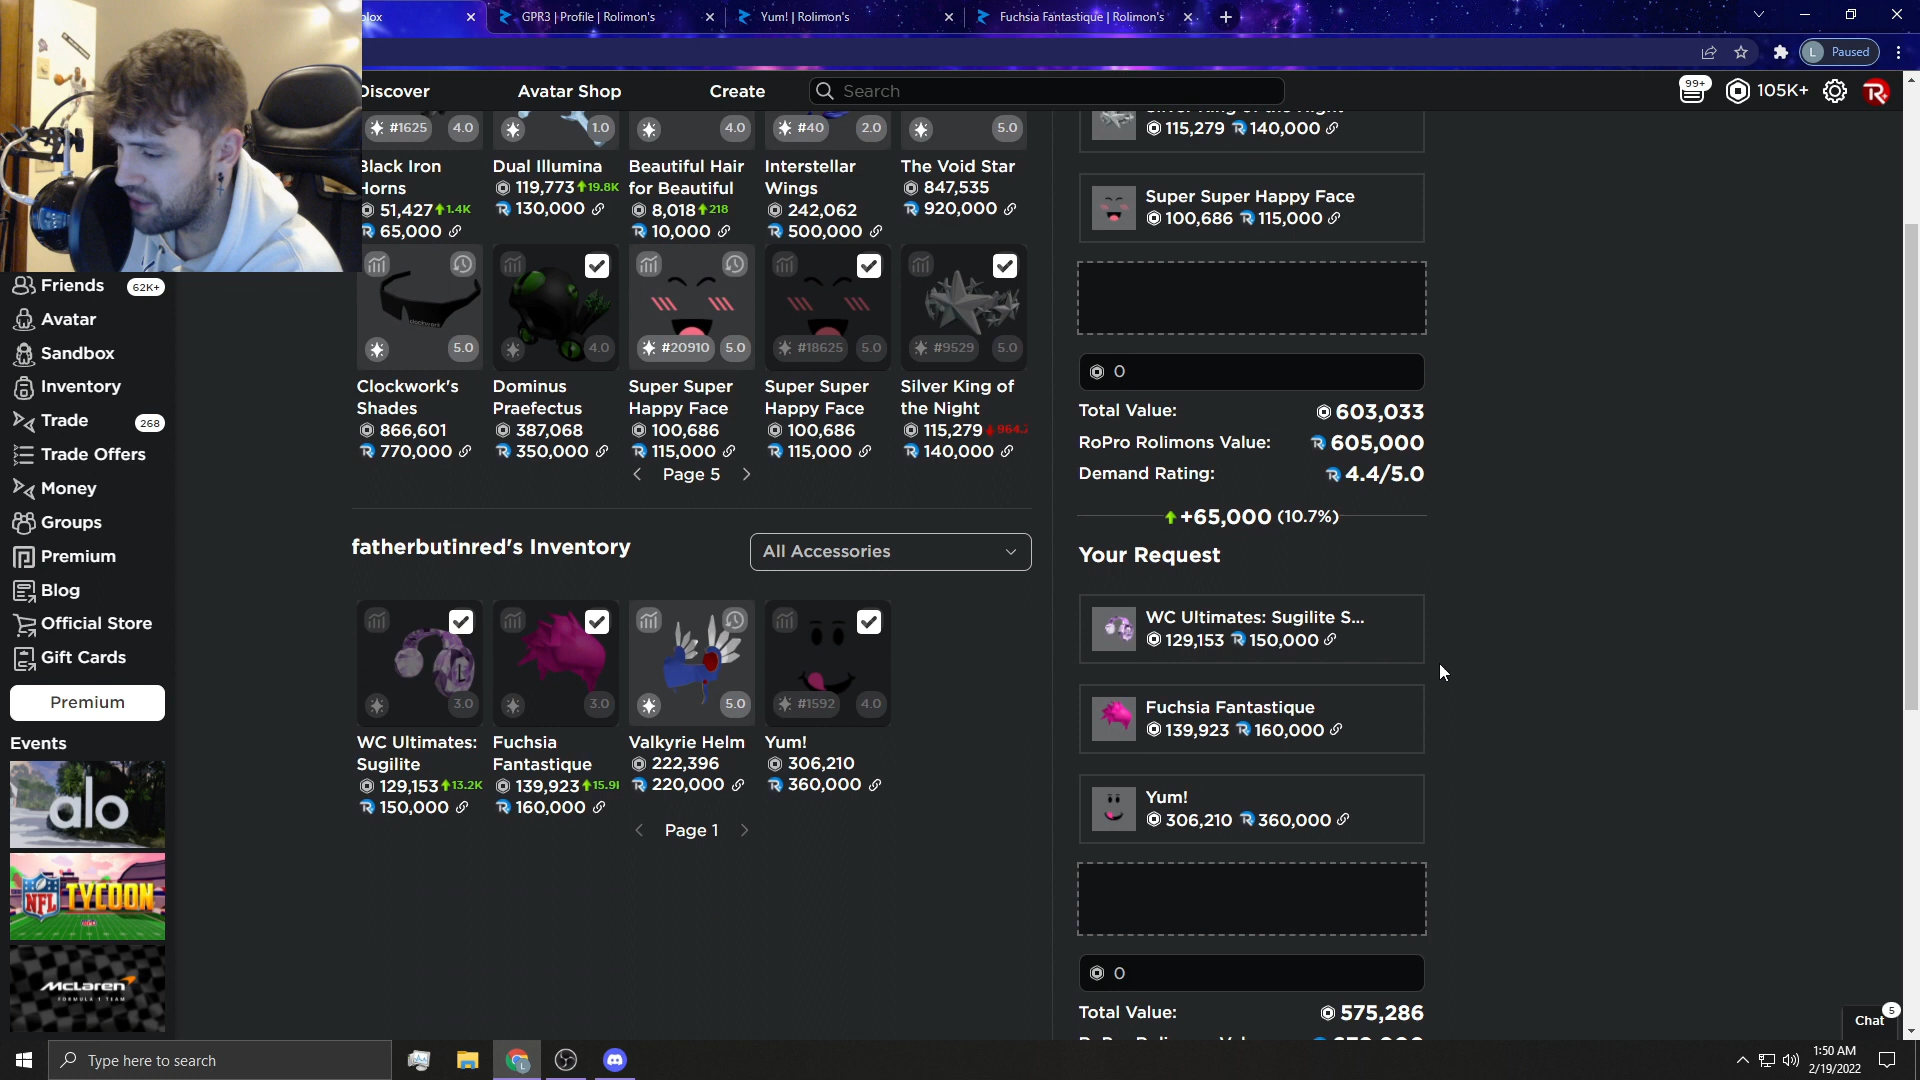 plox
GPR3 | Profile | Rolimon's
Yum! | Rolimon's
Fuchsia Fantastique | Rolimon's
L Paused
Discover
Avatar Shop
Create
Search
99+
105K+
#1625 4.0
1.0
4.0
#40 2.0
5.0
Black Iron Horns
51,427 1.4K
65,000
Dual Illumina
119,773 19.8K
130,000
Beautiful Hair for Beautiful
8,018 218
10,000
Interstellar Wings
242,062
500,000
The Void Star
847,535
920,000
5.0
4.0
#20910 5.0
#18625 5.0
#9529 5.0
Clockwork's Shades
866,601
770,000
Dominus Praefectus
387,068
350,000
Super Super Happy Face
100,686
115,000
Super Super Happy Face
100,686
115,000
Silver King of the Night
115,279
140,000
Page 5
Friends 62K+
Avatar
Sandbox
Inventory
Trade 268
Trade Offers
Money
Groups
Premium
Blog
Official Store
Gift Cards
Premium
Events
alo
NFL TYCOON
McLaren
FORMULA 1 TEAM
fatherbutinred's Inventory
All Accessories
3.0
3.0
5.0
#1592 4.0
WC Ultimates: Sugilite
129,153 13.2K
150,000
Fuchsia Fantastique
139,923
160,000
Valkyrie Helm
222,396
220,000
Yum!
306,210
360,000
Page 1
115,279 140,000
Super Super Happy Face
100,686 115,000
0
Total Value: 603,033
RoPro Rolimons Value: 605,000
Demand Rating: 4.4/5.0
+65,000 (10.7%)
Your Request
WC Ultimates: Sugilite S...
129,153 150,000
Fuchsia Fantastique
139,923 160,000
Yum!
306,210 360,000
0
Total Value: 575,286
Chat 5
Type here to search
1:50 AM
2/19/2022